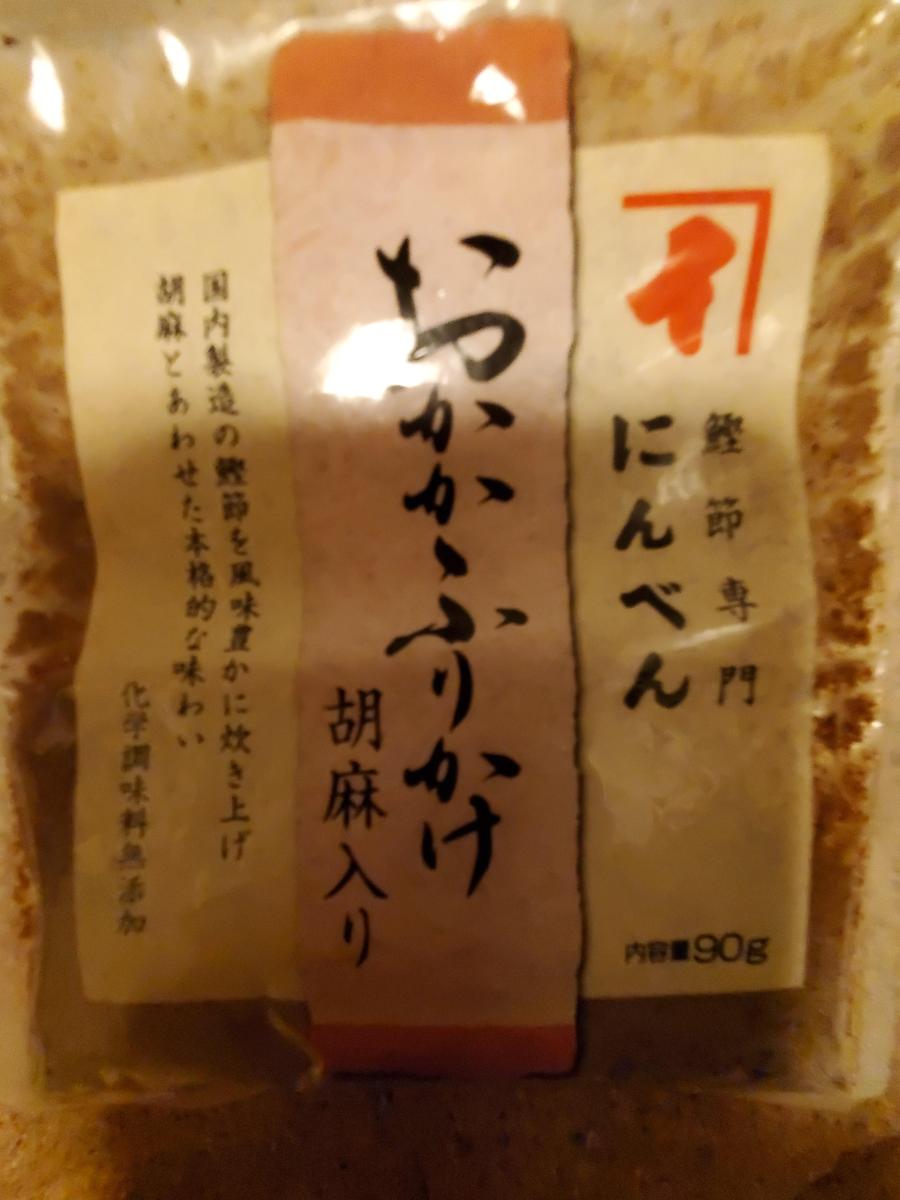 イ
鰹節専門
にんべん
内容量90g
おかかふりかけ
胡麻入り
国内製造の鰹節を風味豊かに炊き上げ
胡麻とあわせた本格的な味わい
化学調味料無添加